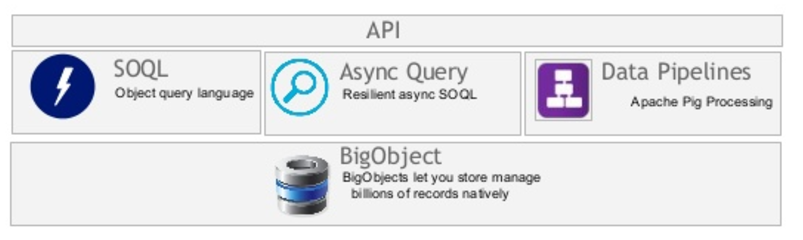 API
SOQL
Object query language
Async Query
Resilient async SOQL
Data Pipelines
Apache Pig Processing
BigObject
BigObjects let you store manage
billions of records natively